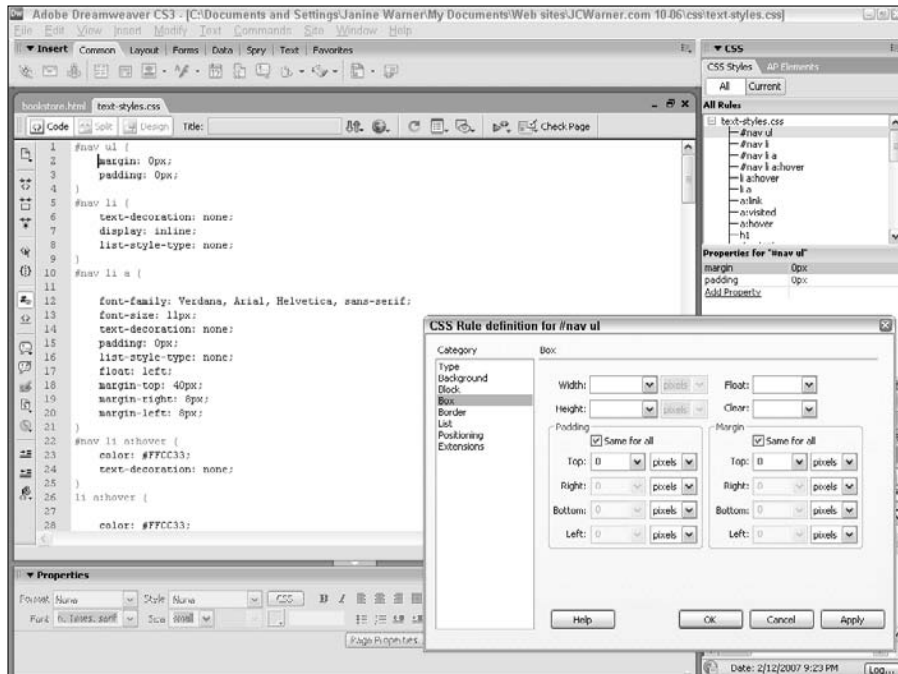 Adobe Dreamweaver CS3 - [C:\Documents and Settings\Janine Warner\My Documents\Web sites\JCWarner.com 10-06\css\text-styles.css]
File Edit View Insert Modify Text Commands Site Window Help
Insert Common Layout Forms Data Spry Text Favorites
bookstore.html text-styles.css
Code Split Design Title: Check Page
1 #nav ul {
2 margin: 0px;
3 padding: 0px;
4 }
5 #nav li {
6 text-decoration: none;
7 display: inline;
8 list-style-type: none;
9 }
10 #nav li a {
11
12 font-family: Verdana, Arial, Helvetica, sans-serif;
13 font-size: 11px;
14 text-decoration: none;
15 padding: 0px;
16 list-style-type: none;
17 float: left;
18 margin-top: 40px;
19 margin-right: 8px;
20 margin-left: 8px;
21 }
22 #nav li a:hover {
23 color: #FFCC33;
24 text-decoration: none;
25 }
26 li a:hover {
27
28 color: #FFCC33;
Properties
Format None Style None CSS B I
Font n, Times, serif Size small
Page Properties...
CSS
CSS Styles AP Elements
All Current
All Rules
text-styles.css
#nav ul
#nav li
#nav li a
#nav li a:hover
li a:hover
li a
a:link
a:visited
a:hover
h1
Properties for "#nav ul"
margin 0px
padding 0px
Add Property
CSS Rule definition for #nav ul
Category
Type
Background
Block
Box
Border
List
Positioning
Extensions
Box
Width: pixels Float:
Height: pixels Clear:
Padding Margin
Same for all Same for all
Top: 0 pixels Top: 0 pixels
Right: 0 pixels Right: 0 pixels
Bottom: 0 pixels Bottom: 0 pixels
Left: 0 pixels Left: 0 pixels
Help OK Cancel Apply
Date: 2/12/2007 9:23 PM Log...